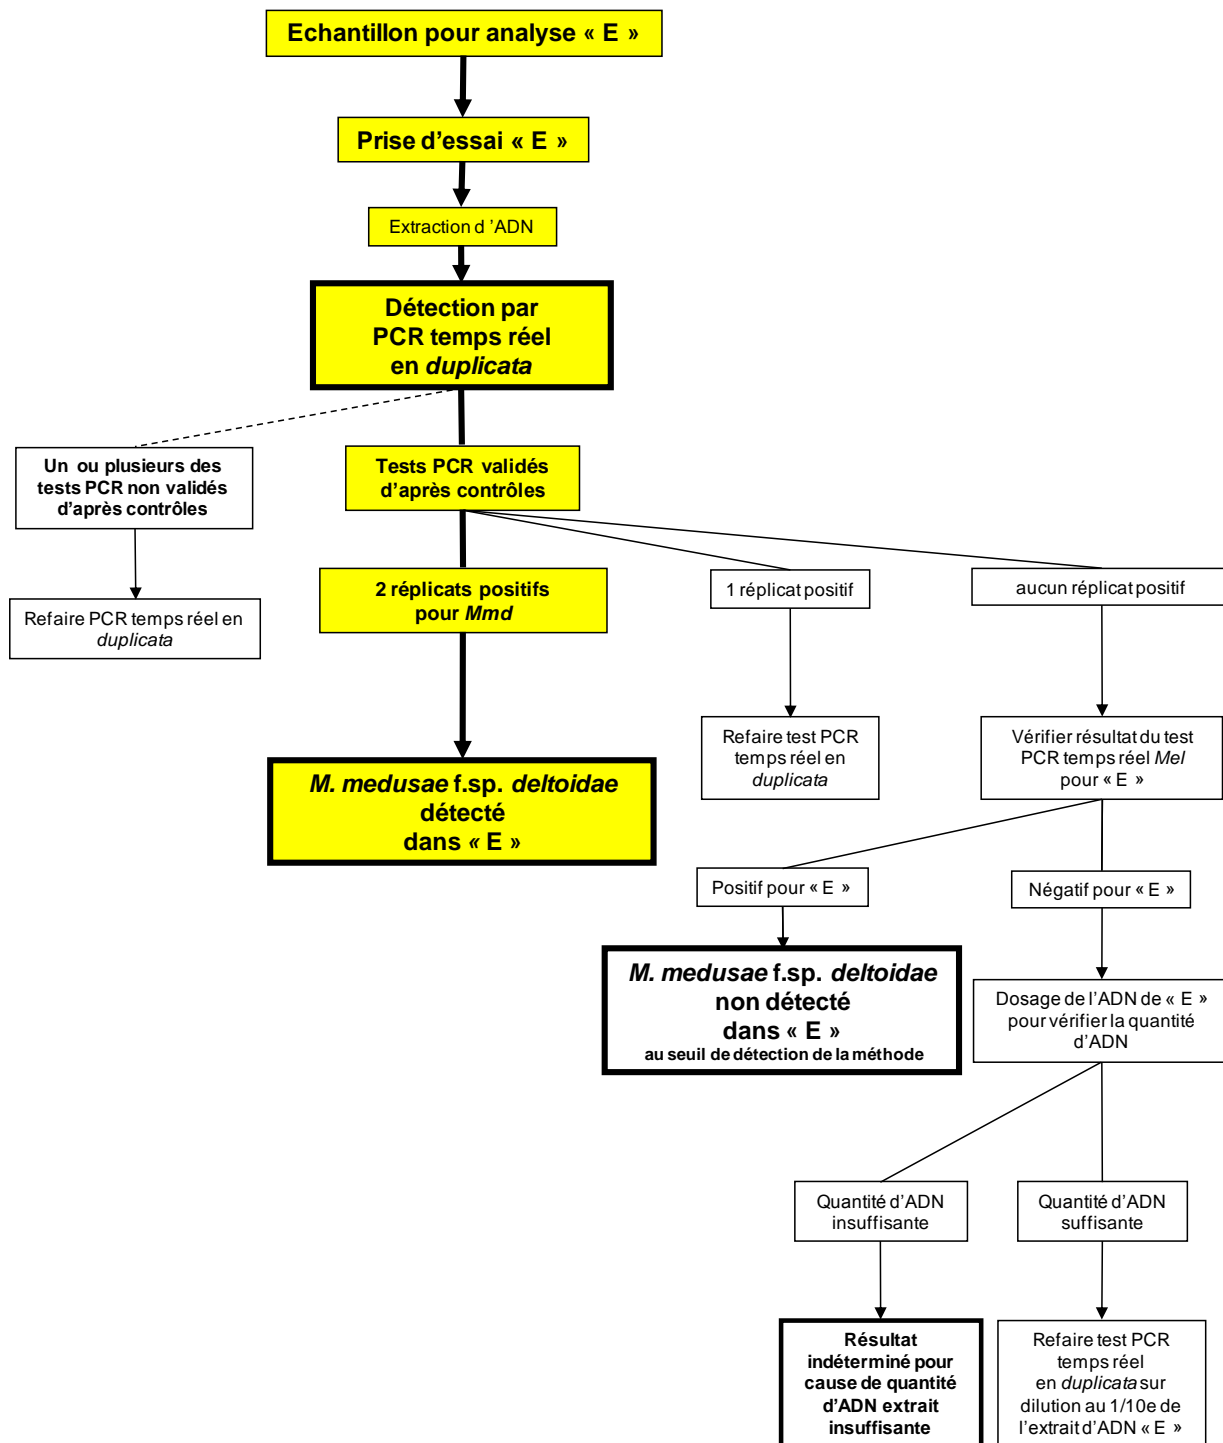 Echantillon pour analyse « E »
Prise d’essai « E »
Extraction d ’ADN
Détection par
PCR temps réel
en duplicata
Un ou plusieurs des
tests PCR non validés
d’après contrôles
Tests PCR validés
d’après contrôles
Refaire PCR temps réel en
duplicata
2 réplicats positifs
pour Mmd
1 réplicat positif
aucun réplicat positif
M. medusae f.sp. deltoidae
détecté
dans « E »
Refaire test PCR
temps réel en
duplicata
Vérifier résultat du test
PCR temps réel Mel
pour « E »
Positif pour « E »
Négatif pour « E »
M. medusae f.sp. deltoidae
non détecté
dans « E »
au seuil de détection de la méthode
Dosage de l’ADN de « E »
pour vérifier la quantité
d’ADN
Quantité d’ADN
insuffisante
Quantité d’ADN
suffisante
Résultat
indéterminé pour
cause de quantité
d’ADN extrait
insuffisante
Refaire test PCR
temps réel
en duplicata sur
dilution au 1/10e de
l’extrait d’ADN « E »